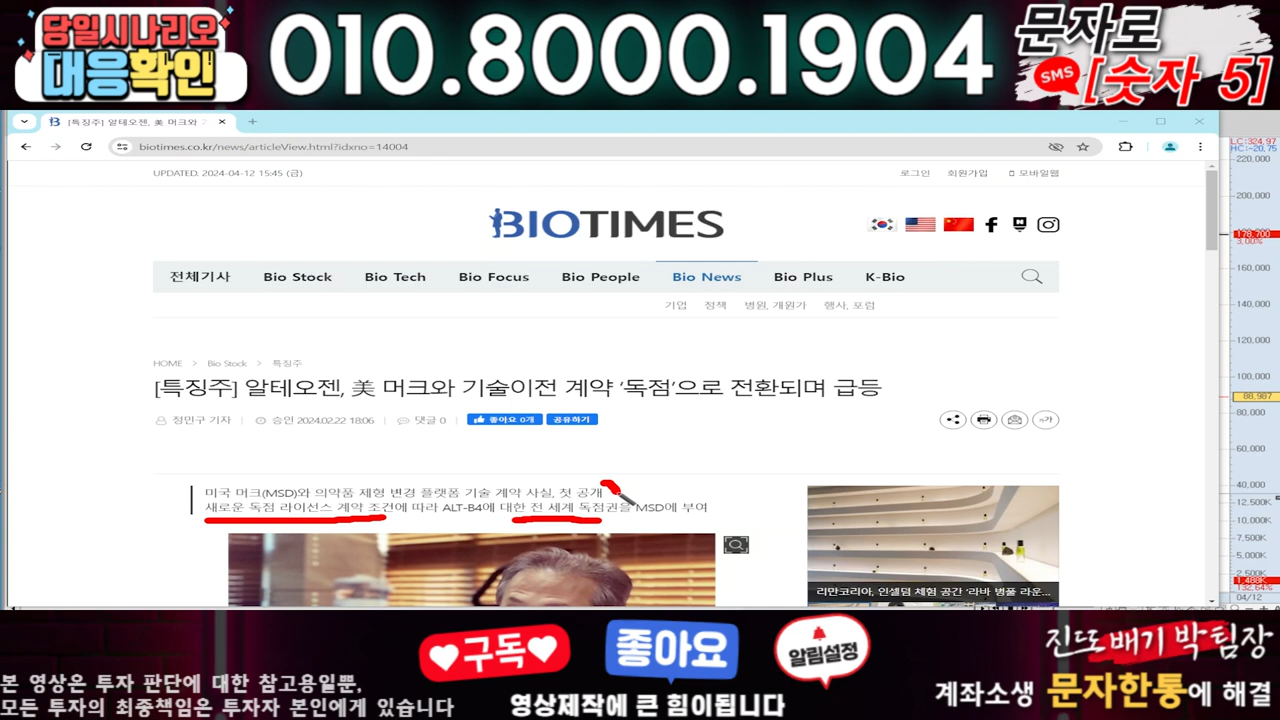 당일시나리오
대응확인
010.8000.1904
문자로
SMS
[숫자 5]
[특징주] 알테오젠, 美 머크와
biotimes.co.kr/news/articleView.html?idxno=14004
UPDATED. 2024-04-12 15:45 (금)
로그인 회원가입 모바일웹
BIOTIMES
전체기사 Bio Stock Bio Tech Bio Focus Bio People Bio News Bio Plus K-Bio
기업 정책 병원, 개원가 행사, 포럼
HOME > Bio Stock > 특징주
[특징주] 알테오젠, 美 머크와 기술이전 계약 '독점'으로 전환되며 급등
정민구 기자 승인 2024.02.22 18:06 댓글 0 좋아요 0개 공유하기
가
미국 머크(MSD)와 의약품 제형 변경 플랫폼 기술 계약 사실, 첫 공개
새로운 독점 라이선스 계약 조건에 따라 ALT-B4에 대한 전 세계 독점권을 MSD에 부여
리만코리아, 인셀덤 체험 공간 '라바 뱅풀 라운...
LC:324.97
HC:-20.75
220,000
200,000
178,700
3.00%
160,000
140,000
120,000
100,000
88,987
80,000
60,000
40,000
12,500K
10,000K
7,500K
5,000K
2,500K
1,488K
132.64%
04/12
구독
좋아요
알림설정
영상제작에 큰 힘이됩니다
본 영상은 투자 판단에 대한 참고용일뿐,
모든 투자의 최종책임은 투자자 본인에게 있습니다
진또배기 박팀장
계좌소생 문자한통에 해결